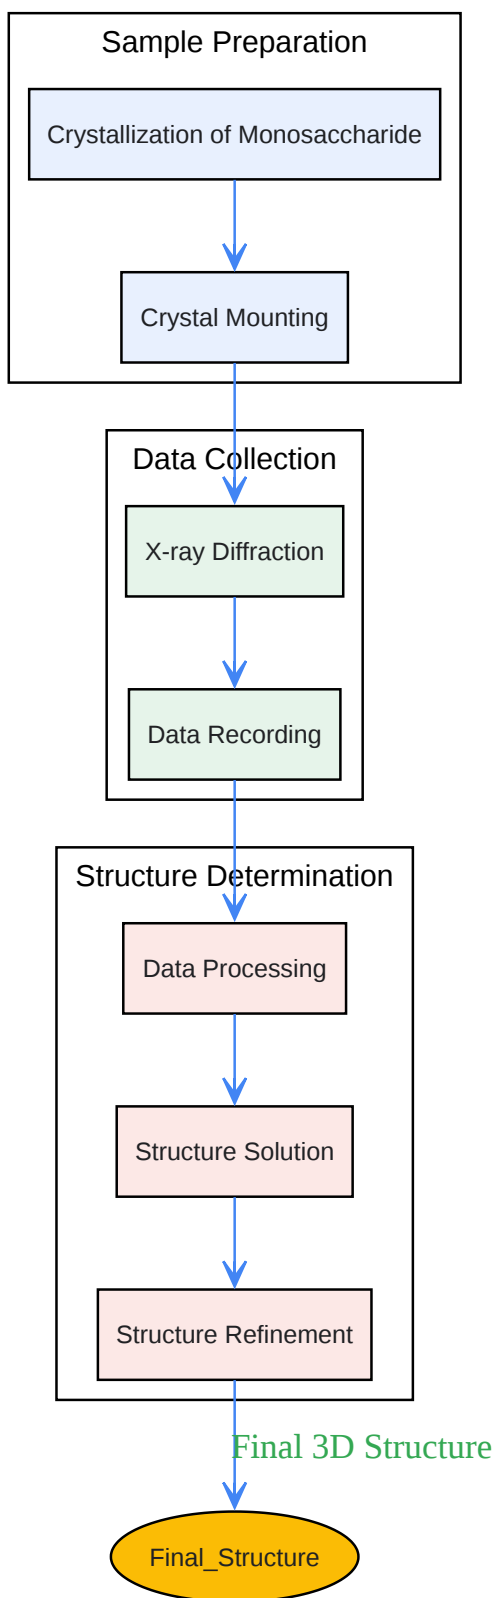 Sample Preparation
Crystallization of Monosaccharide
Crystal Mounting
Data Collection
X-ray Diffraction
Data Recording
Structure Determination
Data Processing
Structure Solution
Structure Refinement
Final 3D Structure
Final_Structure